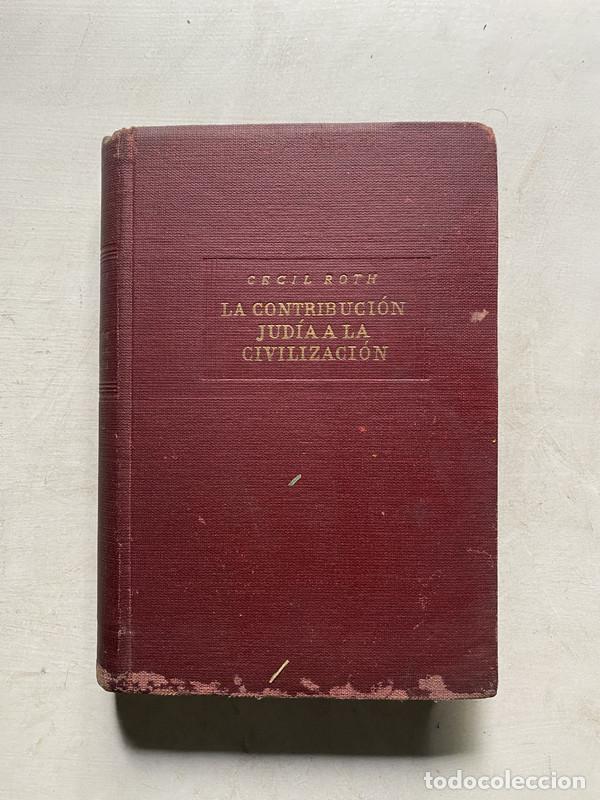 CECIL ROTH
LA CONTRIBUCIÓN
JUDÍA A LA
CIVILIZACIÓN
todocoleccion